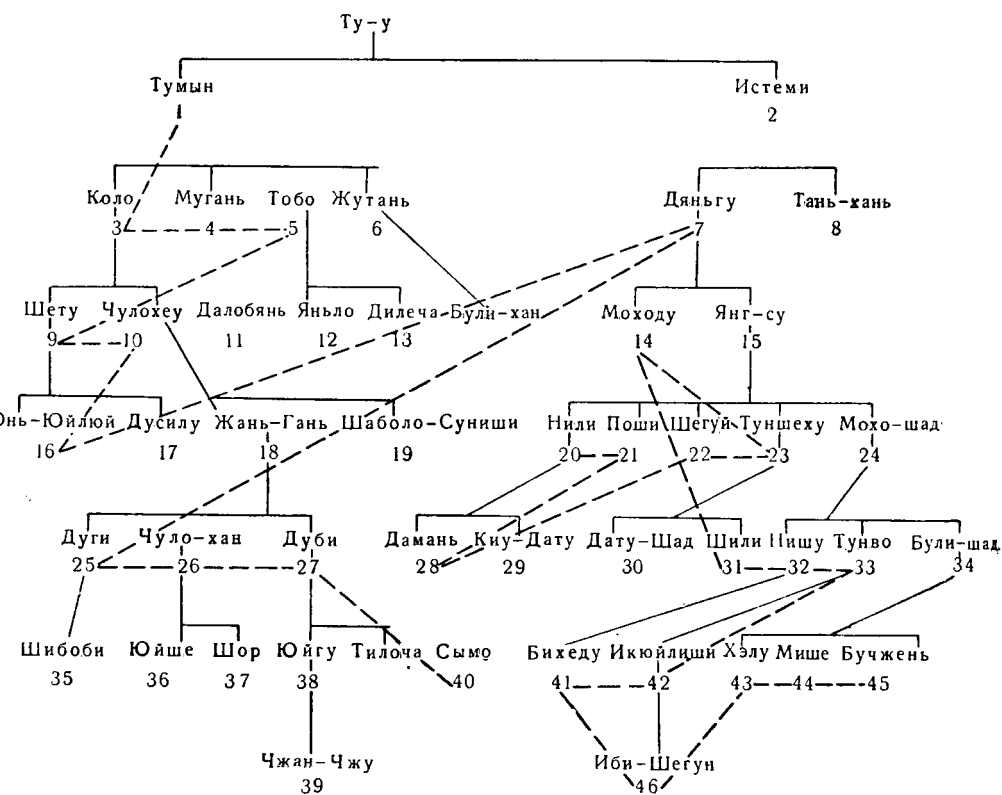 Ту-у
Тумын Истеми
1 2
Коло Мугань Тобо Жутань Дяньгу Тань-хань
3 4 5 6 7 8
Шету Чулохеу Далобянь Яньло Дилеча Були-хан Моходу Янг-су
9 10 11 12 13 14 15
Юнь-Юйлюй Дусилу Жань-Гань Шаболо-Суниши Нили Поши Шегуй Туншеху Мохо-шад
16 17 18 19 20 21 22 23 24
Дуги Чуло-хан Дуби Дамань Киу-Дату Дату-Шад Шили Нишу Тунво Були-шад
25 26 27 28 29 30 31 32 33 34
Шибоби Юйше Шор Юйгу Тилоча Сымо Бихеду Икюйлиши Хэлу Мише Бучжень
35 36 37 38 40 41 42 43 44 45
Чжан-Чжу Иби-Шегун
39 46